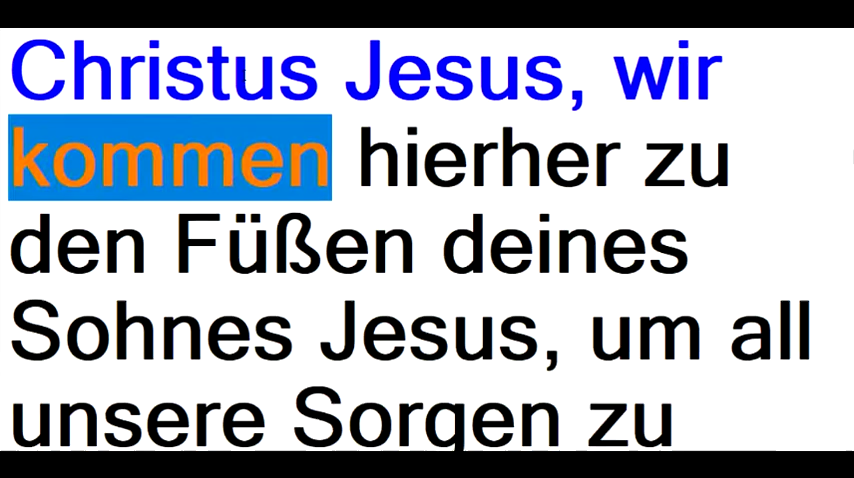 Christus Jesus, wir
kommen hierher zu
den Füßen deines
Sohnes Jesus, um all
unsere Sorgen zu